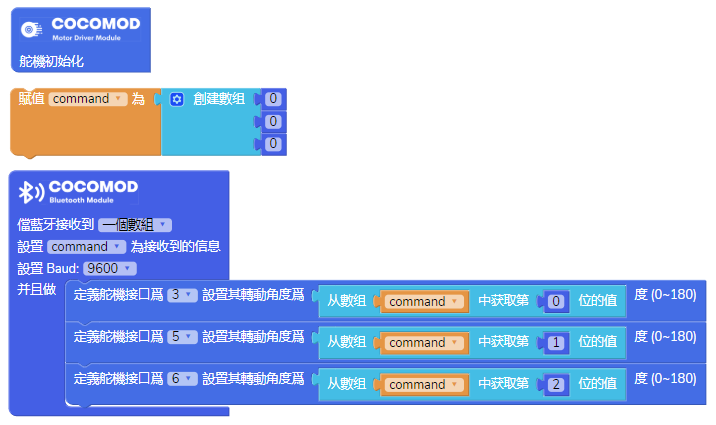 COCOMOD
Motor Driver Module
舵機初始化
賦值 command 為 創建數组 0
0
0
COCOMOD
Bluetooth Module
當藍牙接收到 一個數組
設置 command 為接收到的信息
設置 Baud: 9600
并且做
定義舵機接口爲 3 設置其轉動角度爲 从數組 command 中获取第 0 位的值 度 (0~180)
定義舵機接口爲 5 設置其轉動角度爲 从數組 command 中获取第 1 位的值 度 (0~180)
定義舵機接口爲 6 設置其轉動角度爲 从數組 command 中获取第 2 位的值 度 (0~180)